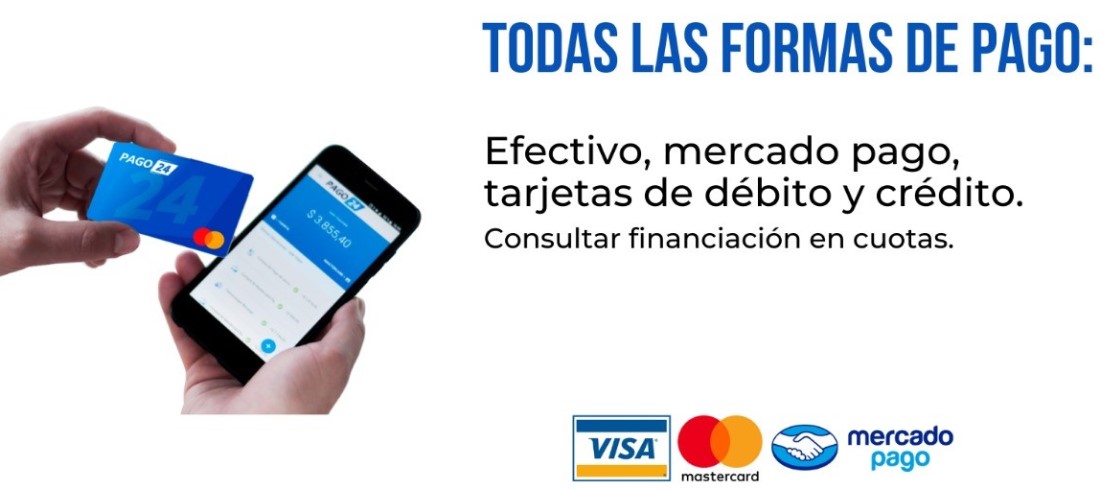 TODAS LAS FORMAS DE PAGO:
Efectivo, mercado pago,
tarjetas de débito y crédito.
Consultar financiación en cuotas.
PAGO 24
24
PAGO 24
$ 3.855,40
VISA
mastercard
mercado
pago